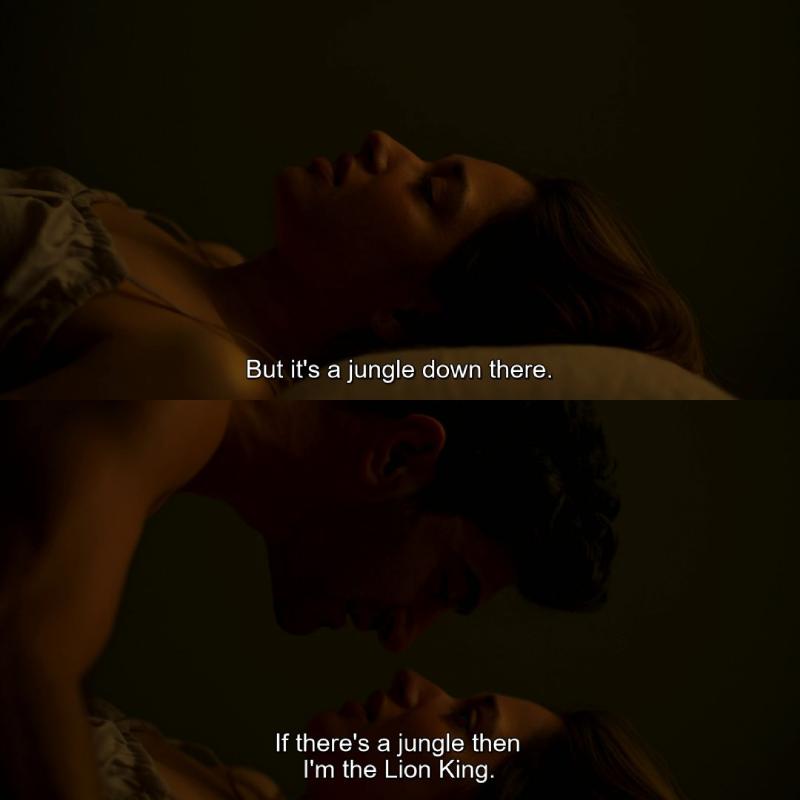 But it's a jungle down there.
If there's a jungle then
I'm the Lion King.